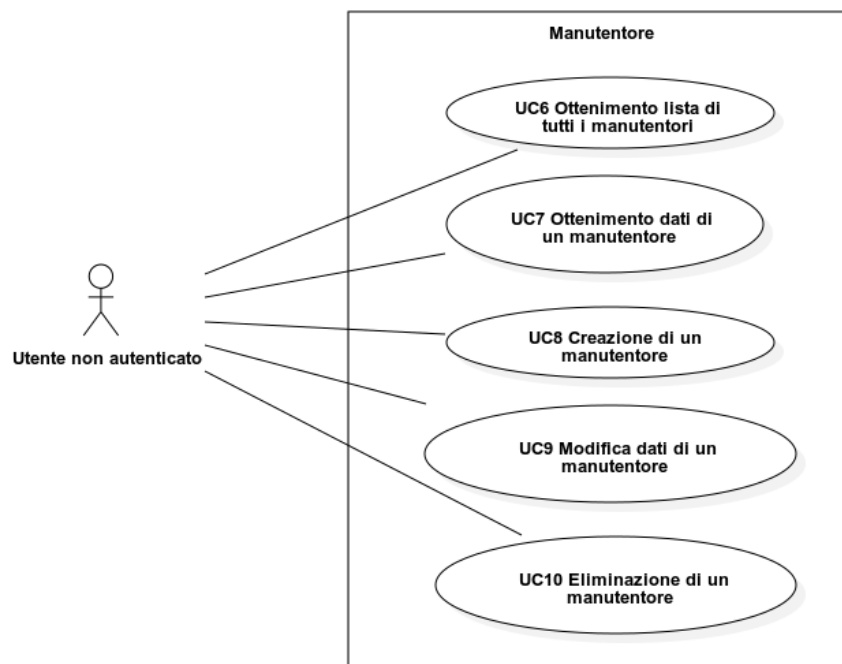 Manutentore
UC6 Ottenimento lista di
tutti i manutentori
UC7 Ottenimento dati di
un manutentore
UC8 Creazione di un
manutentore
Utente non autenticato
UC9 Modifica dati di un
manutentore
UC10 Eliminazione di un
manutentore